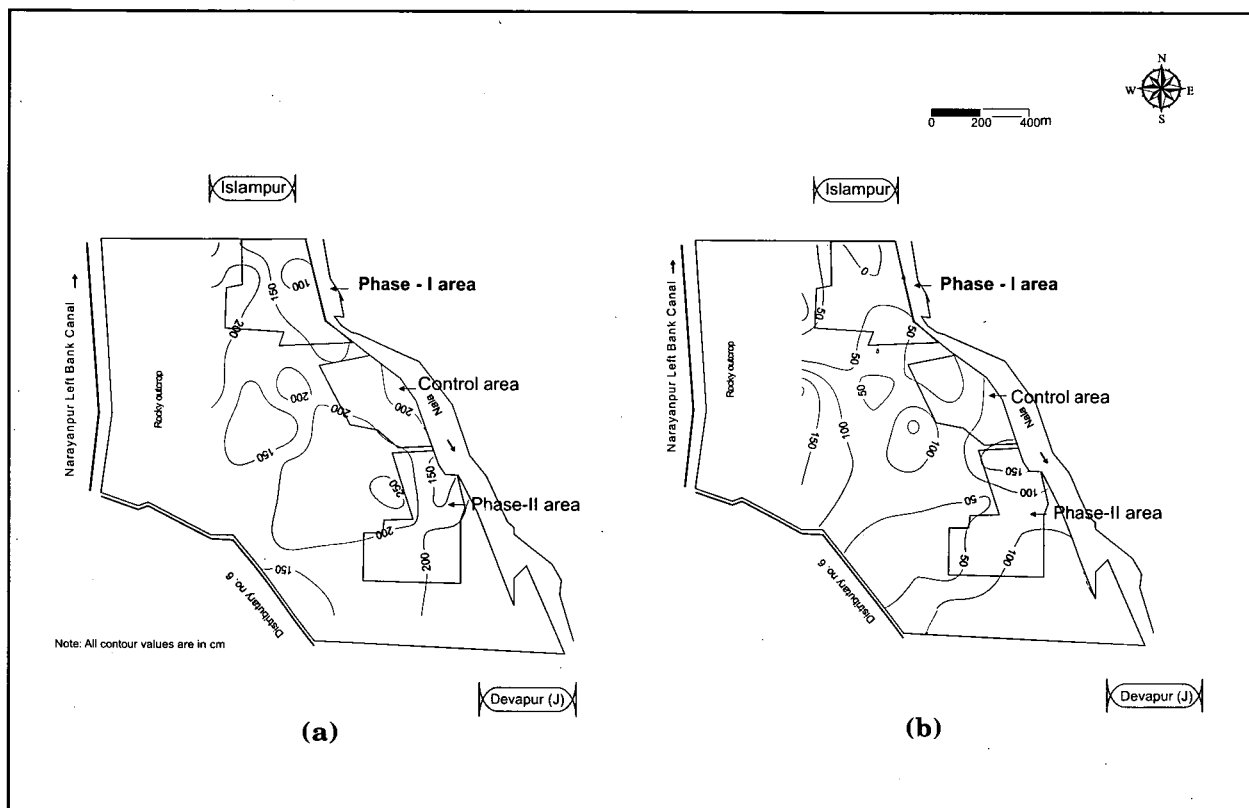 N
W E
S
0 200 400m
Islampur
Narayanpur Left Bank Canal →
Rocky outcrop
200
200
150
100
Phase - I area
200
200
200
Control area
Nala
150
250
150
Phase-II area
200
200
150
Distributary no. 6
Note: All contour values are in cm
Devapur (J)
(a)
Islampur
Narayanpur Left Bank Canal →
Rocky outcrop
0
50
Phase - I area
50
50
50
Control area
Nala
150
100
100
150
100
50
Phase-II area
50
100
Distributary no. 6
Devapur (J)
(b)